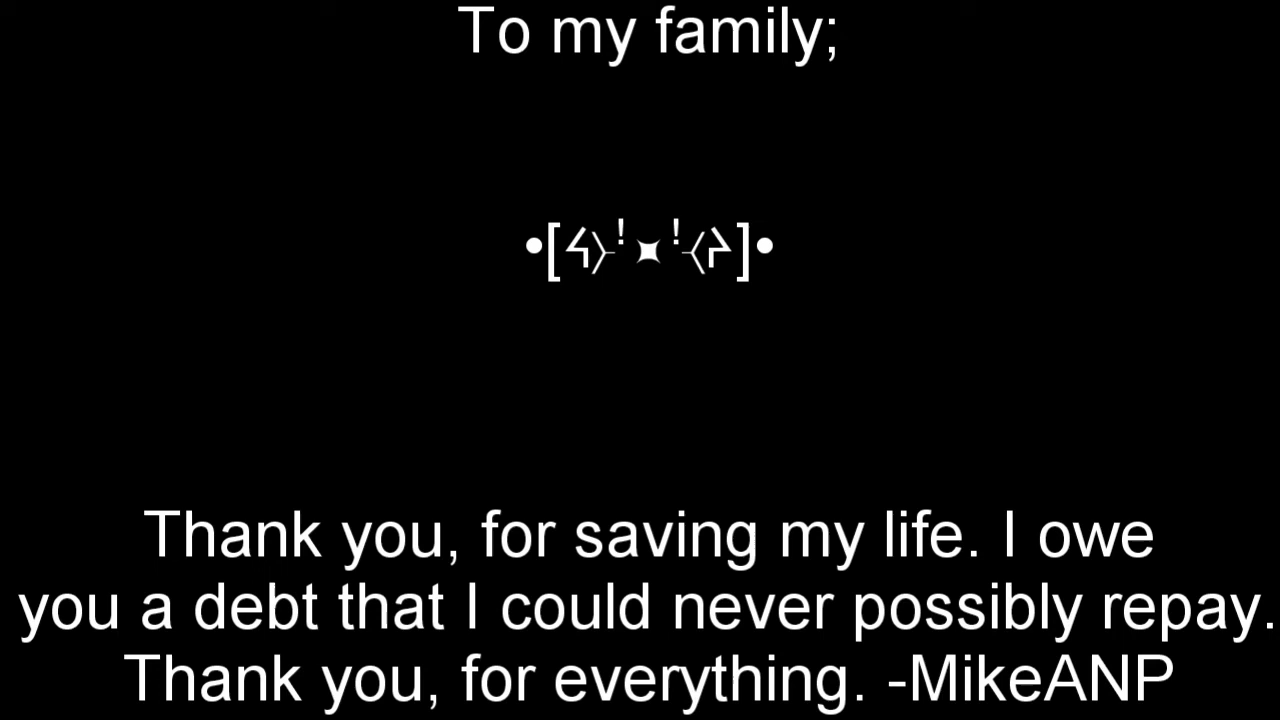 To my family;
•[ᛋ〉⁻ᑊ✦ᑊ⁻〈ᚹ]•
Thank you, for saving my life. I owe
you a debt that I could never possibly repay.
Thank you, for everything. -MikeANP